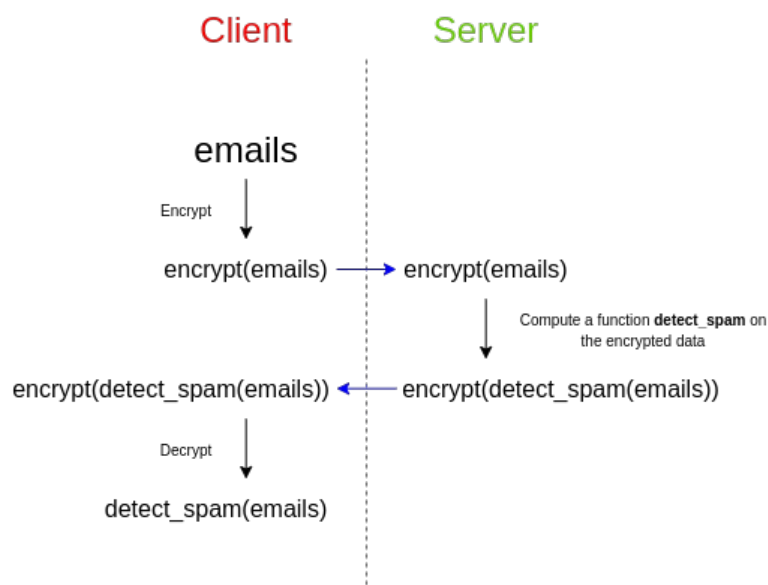 Client
Server
emails
Encrypt
encrypt(emails)
encrypt(emails)
Compute a function detect_spam on
the encrypted data
encrypt(detect_spam(emails))
encrypt(detect_spam(emails))
Decrypt
detect_spam(emails)